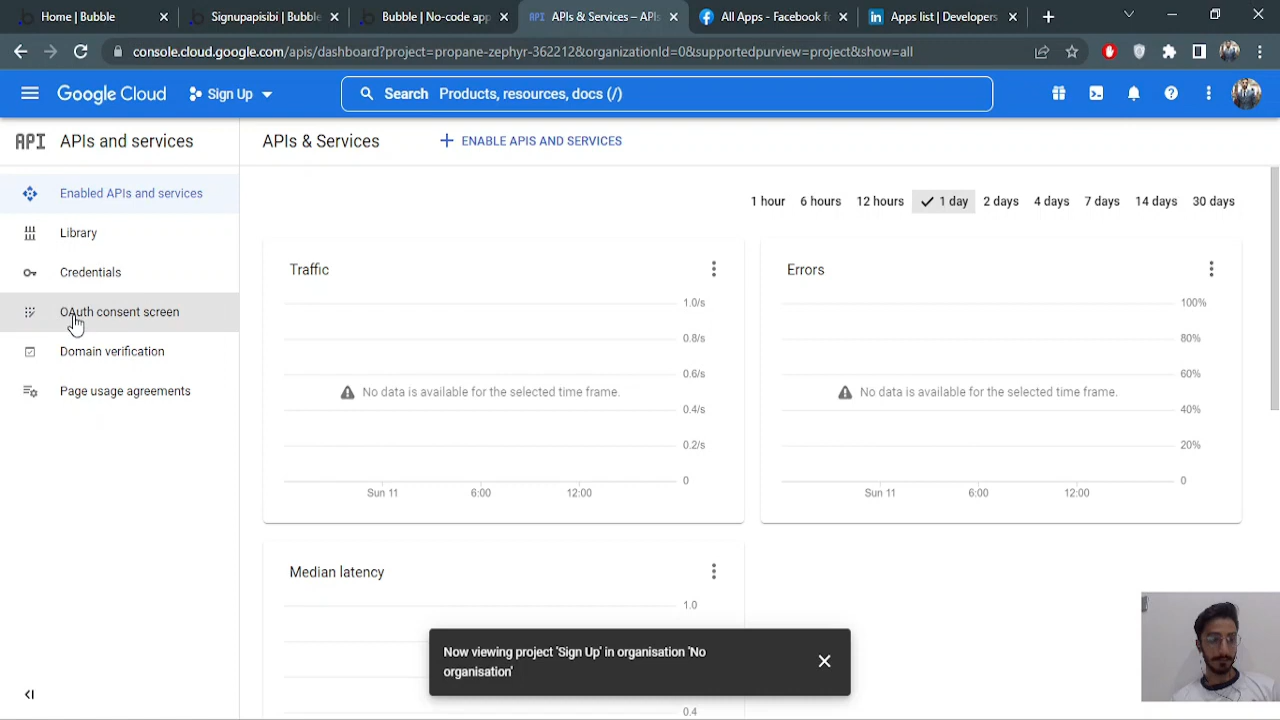 Home | Bubble
Signupapisibi | Bubble
Bubble | No-code app
API APIs & Services – APIs
All Apps - Facebook fo
Apps list | Developers
console.cloud.google.com/apis/dashboard?project=propane-zephyr-362212&organizationId=0&supportedpurview=project&show=all
Google Cloud
Sign Up
Search Products, resources, docs (/)
API APIs and services
APIs & Services
ENABLE APIS AND SERVICES
Enabled APIs and services
Library
Credentials
OAuth consent screen
Domain verification
Page usage agreements
1 hour 6 hours 12 hours 1 day 2 days 4 days 7 days 14 days 30 days
Traffic
1.0/s
0.8/s
0.6/s
No data is available for the selected time frame.
0.4/s
0.2/s
0
Sun 11 6:00 12:00
Errors
100%
80%
60%
No data is available for the selected time frame.
40%
20%
0
Sun 11 6:00 12:00
Median latency
1.0
0.4
Now viewing project 'Sign Up' in organisation 'No
organisation'